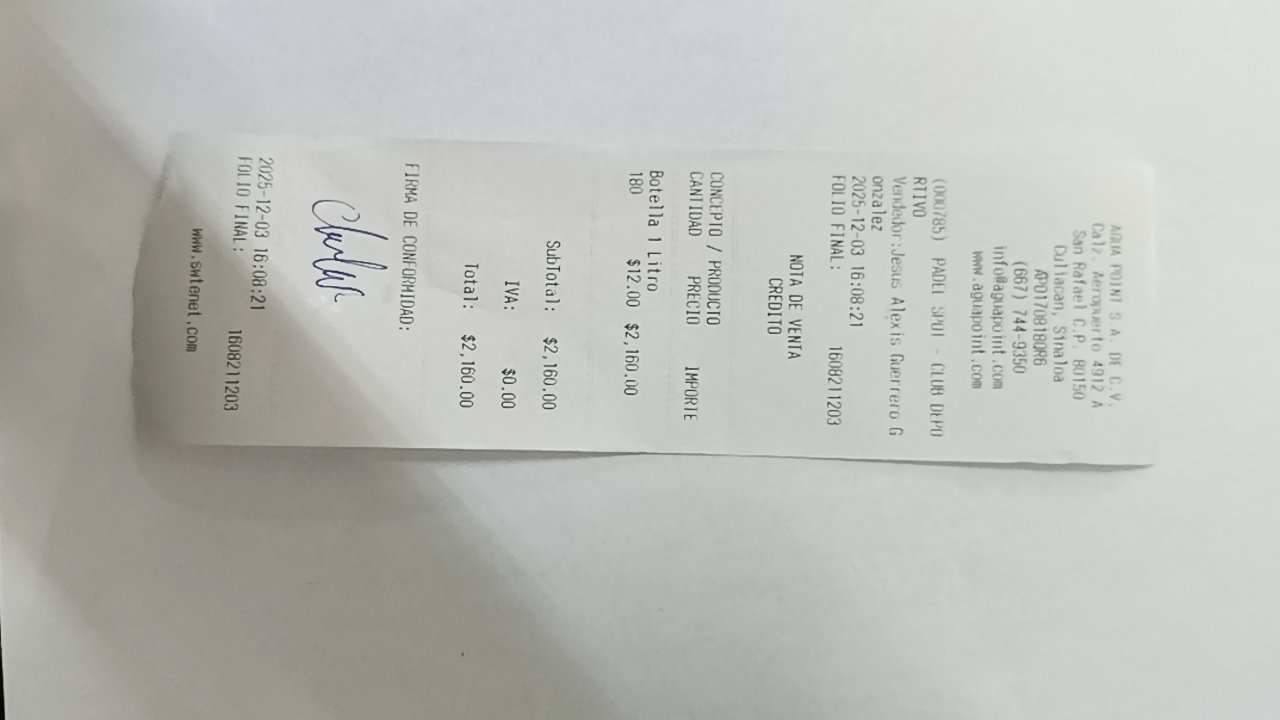 AGUA POINT S.A. DE C.V.
Calz. Aeropuerto 4912 A
San Rafael C.P. 80150
Culiacan, Sinaloa
APO170818QR6
(667) 744-9350
info@aguapoint.com
www.aguapoint.com
(000785) PADEL SPOT - CLUB DEPO
RTIVO
Vendedor:Jesus Alexis Guerrero G
onzalez
2025-12-03 16:08:21
FOLIO FINAL: 1608211203
NOTA DE VENTA
CREDITO
CONCEPTO / PRODUCTO
CANTIDAD PRECIO IMPORTE
Botella 1 Litro
180 $12.00 $2,160.00
SubTotal: $2,160.00
IVA: $0.00
Total: $2,160.00
FIRMA DE CONFORMIDAD:
2025-12-03 16:08:21
FOLIO FINAL: 1608211203
www.swtenet.com